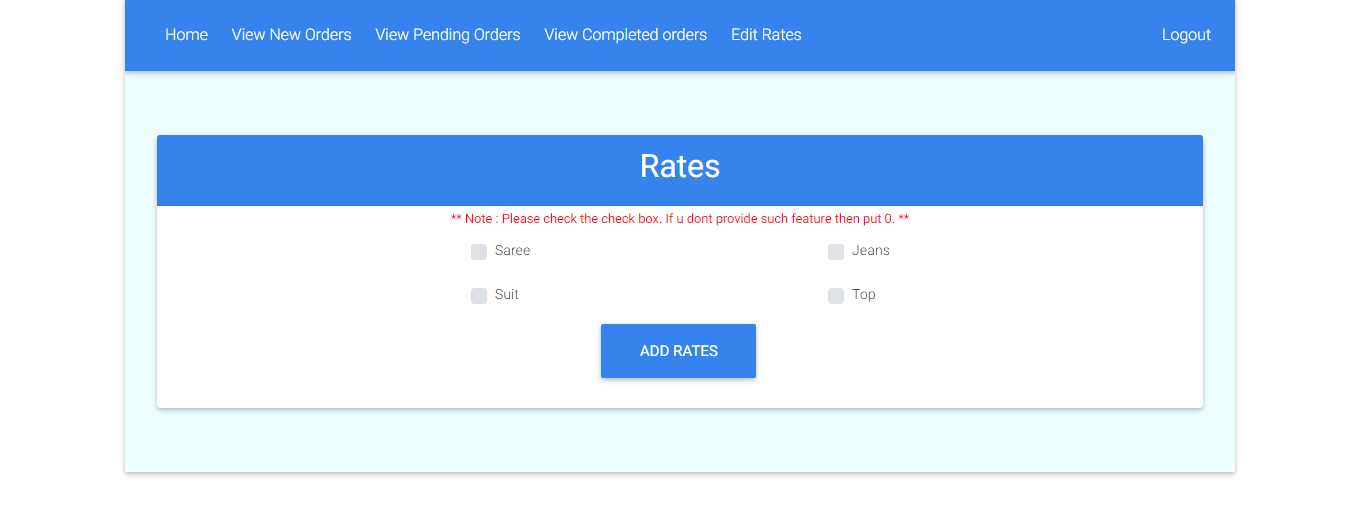 Home View New Orders View Pending Orders View Completed orders Edit Rates Logout
Rates
** Note : Please check the check box. If u dont provide such feature then put 0. **
Saree Jeans
Suit Top
ADD RATES